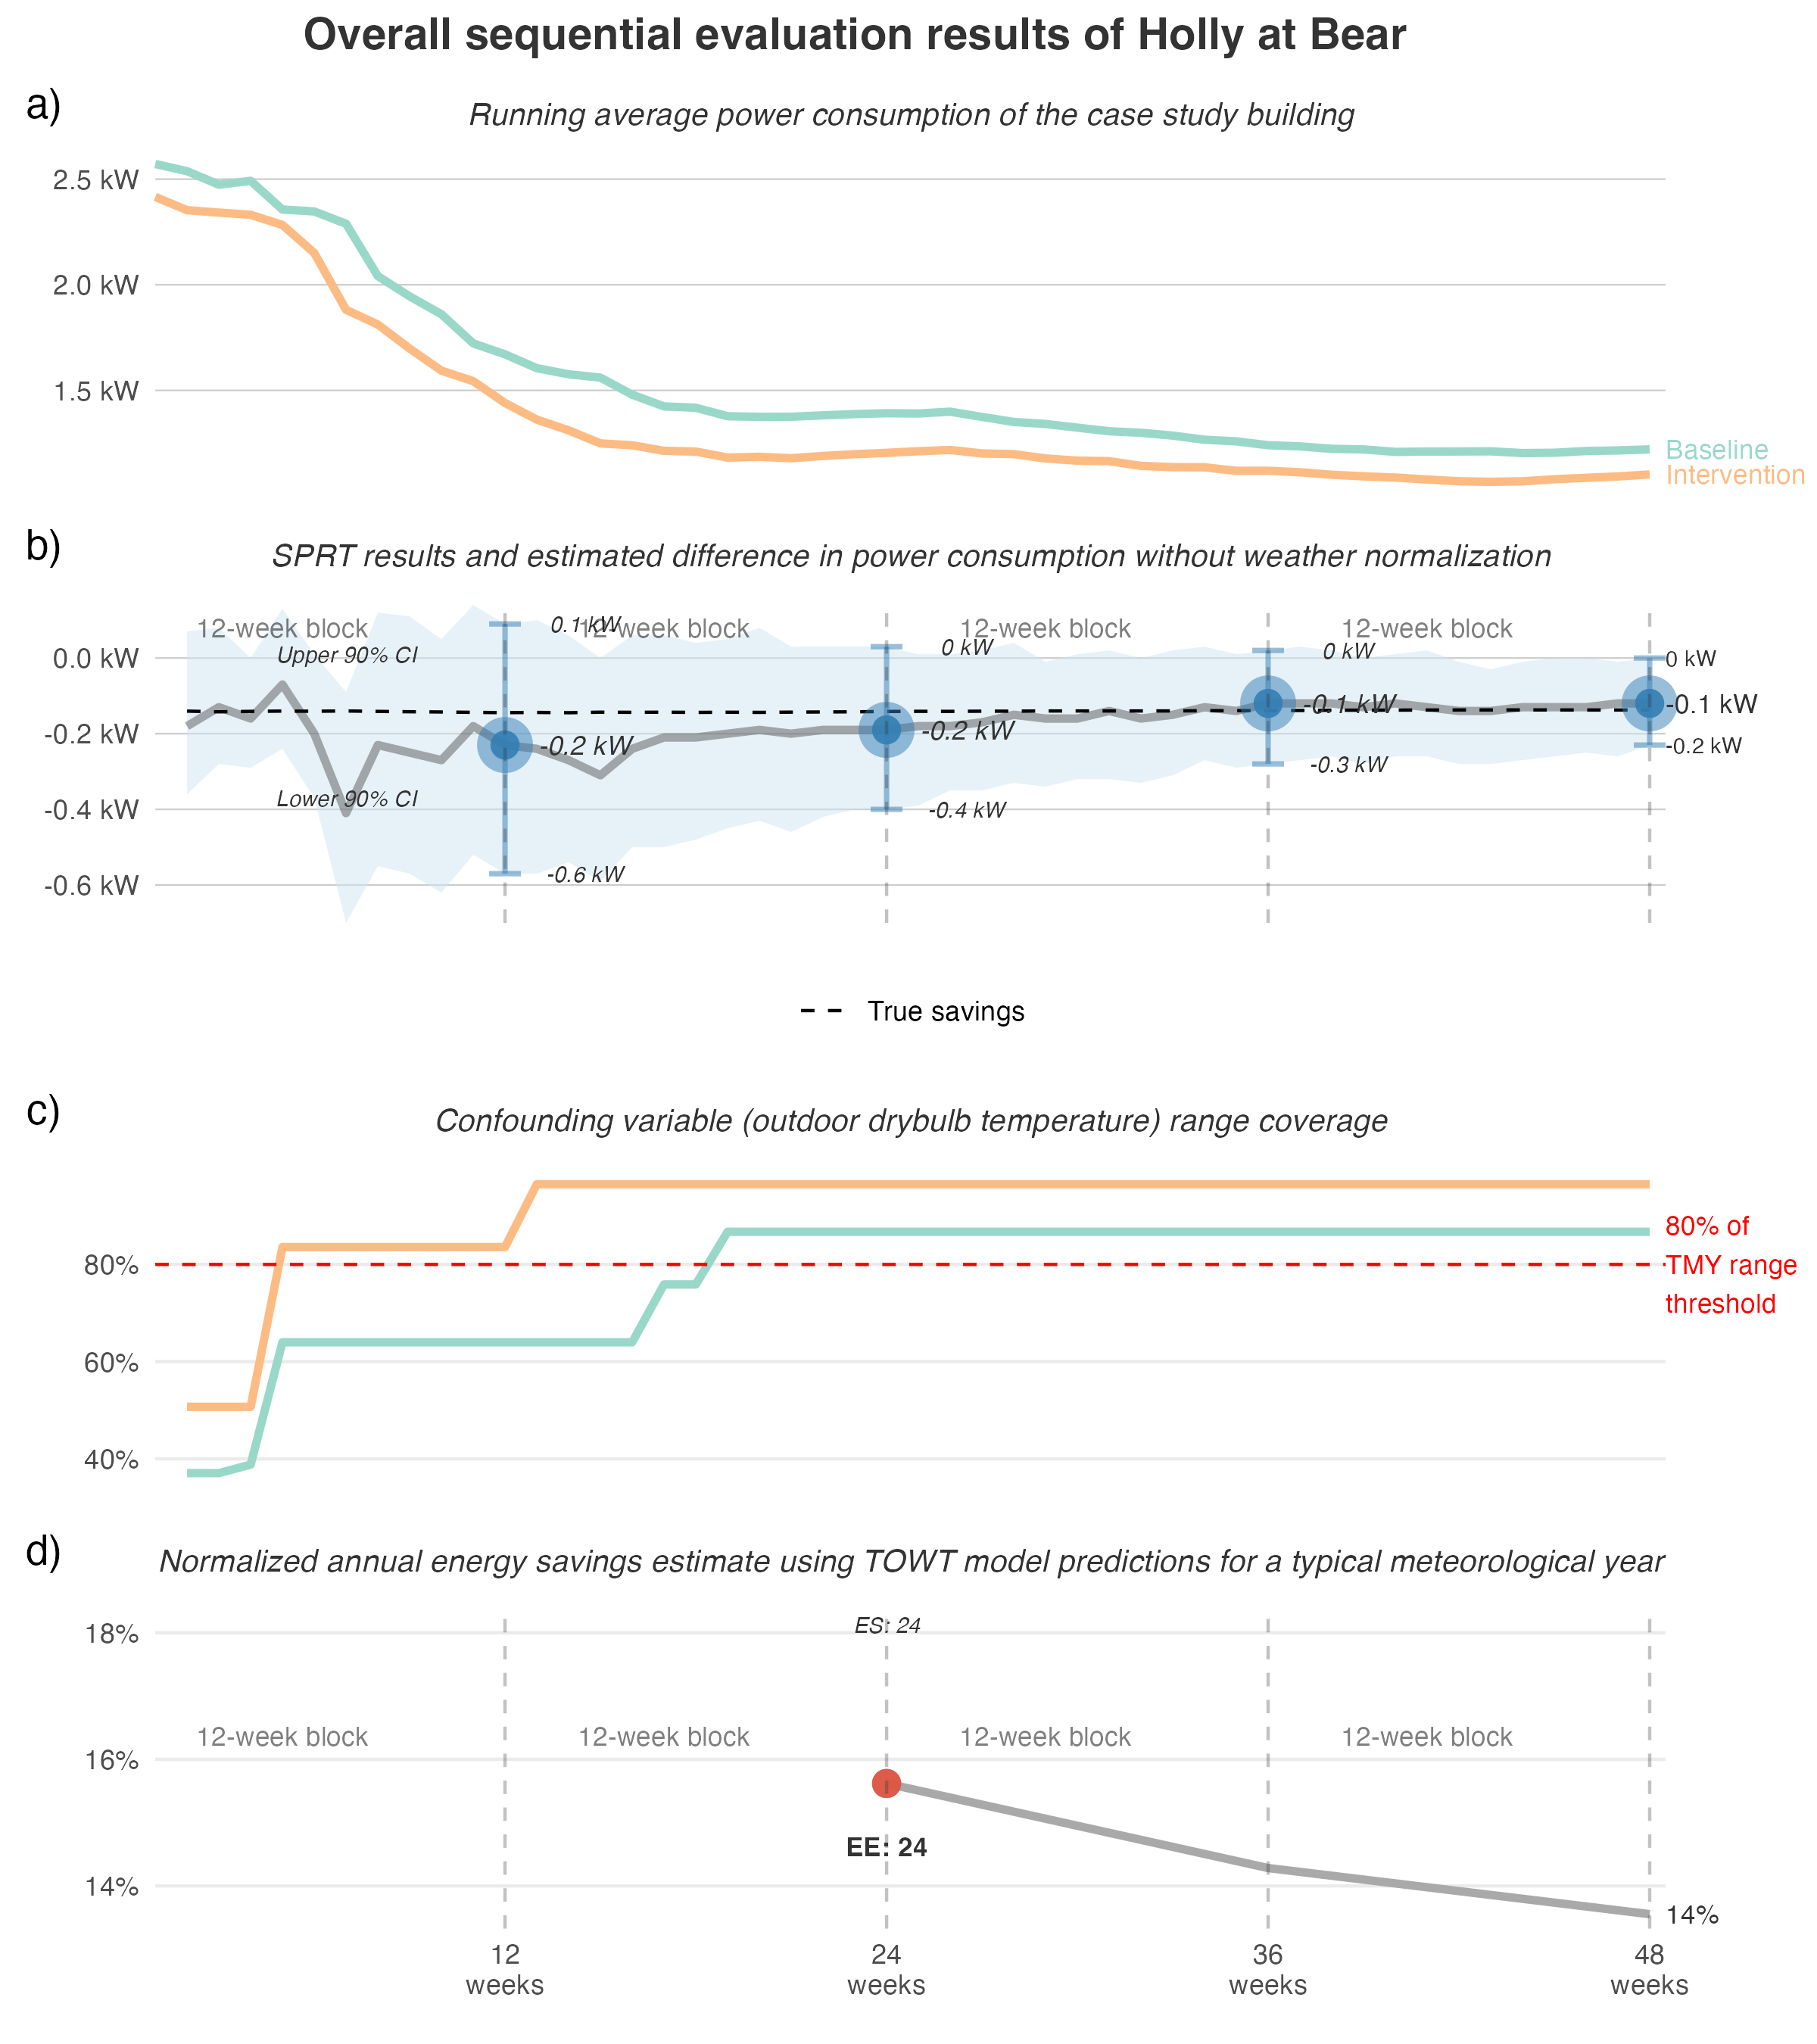 Overall sequential evaluation results of Holly at Bear
a)
Running average power consumption of the case study building
2.5 kW
2.0 kW
1.5 kW
Baseline
Intervention
b)
SPRT results and estimated difference in power consumption without weather normalization
12-week block
12-week block
12-week block
12-week block
0.1 kW
0 kW
0 kW
0 kW
Upper 90% CI
0.0 kW
-0.2 kW
-0.4 kW
-0.6 kW
-0.2 kW
-0.2 kW
-0.1 kW
-0.1 kW
Lower 90% CI
-0.6 kW
-0.4 kW
-0.3 kW
-0.2 kW
True savings
c)
Confounding variable (outdoor drybulb temperature) range coverage
80%
60%
40%
80% of
TMY range
threshold
d)
Normalized annual energy savings estimate using TOWT model predictions for a typical meteorological year
18%
16%
14%
ES: 24
12-week block
12-week block
12-week block
12-week block
EE: 24
14%
12
weeks
24
weeks
36
weeks
48
weeks